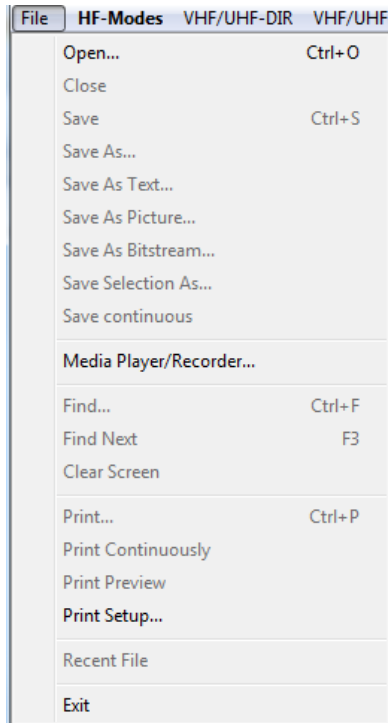 File HF-Modes VHF/UHF-DIR VHF/UHF
Open... Ctrl+O
Close
Save Ctrl+S
Save As...
Save As Text...
Save As Picture...
Save As Bitstream...
Save Selection As...
Save continuous
Media Player/Recorder...
Find... Ctrl+F
Find Next F3
Clear Screen
Print... Ctrl+P
Print Continuously
Print Preview
Print Setup...
Recent File
Exit